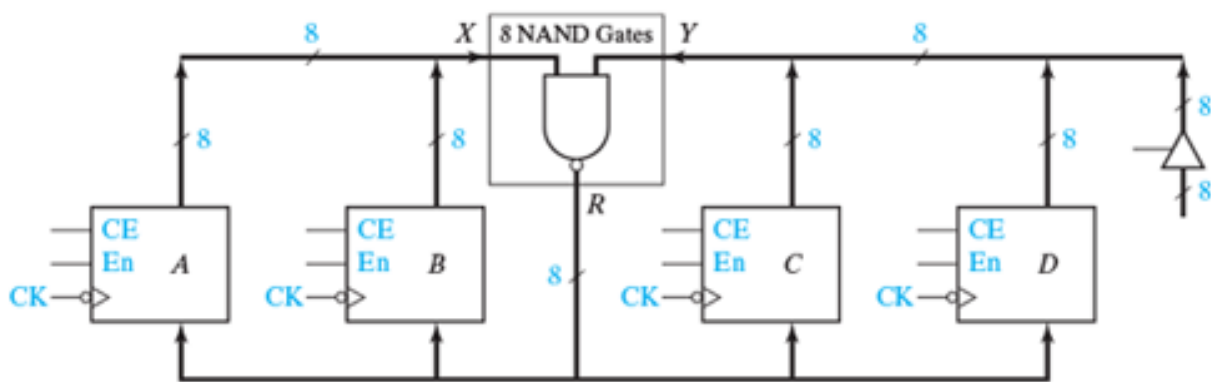 8 X 8 NAND Gates Y 8
8
8 8 8 8
8
R
CE CE CE CE
En A En B En C En D
8
CK CK CK CK